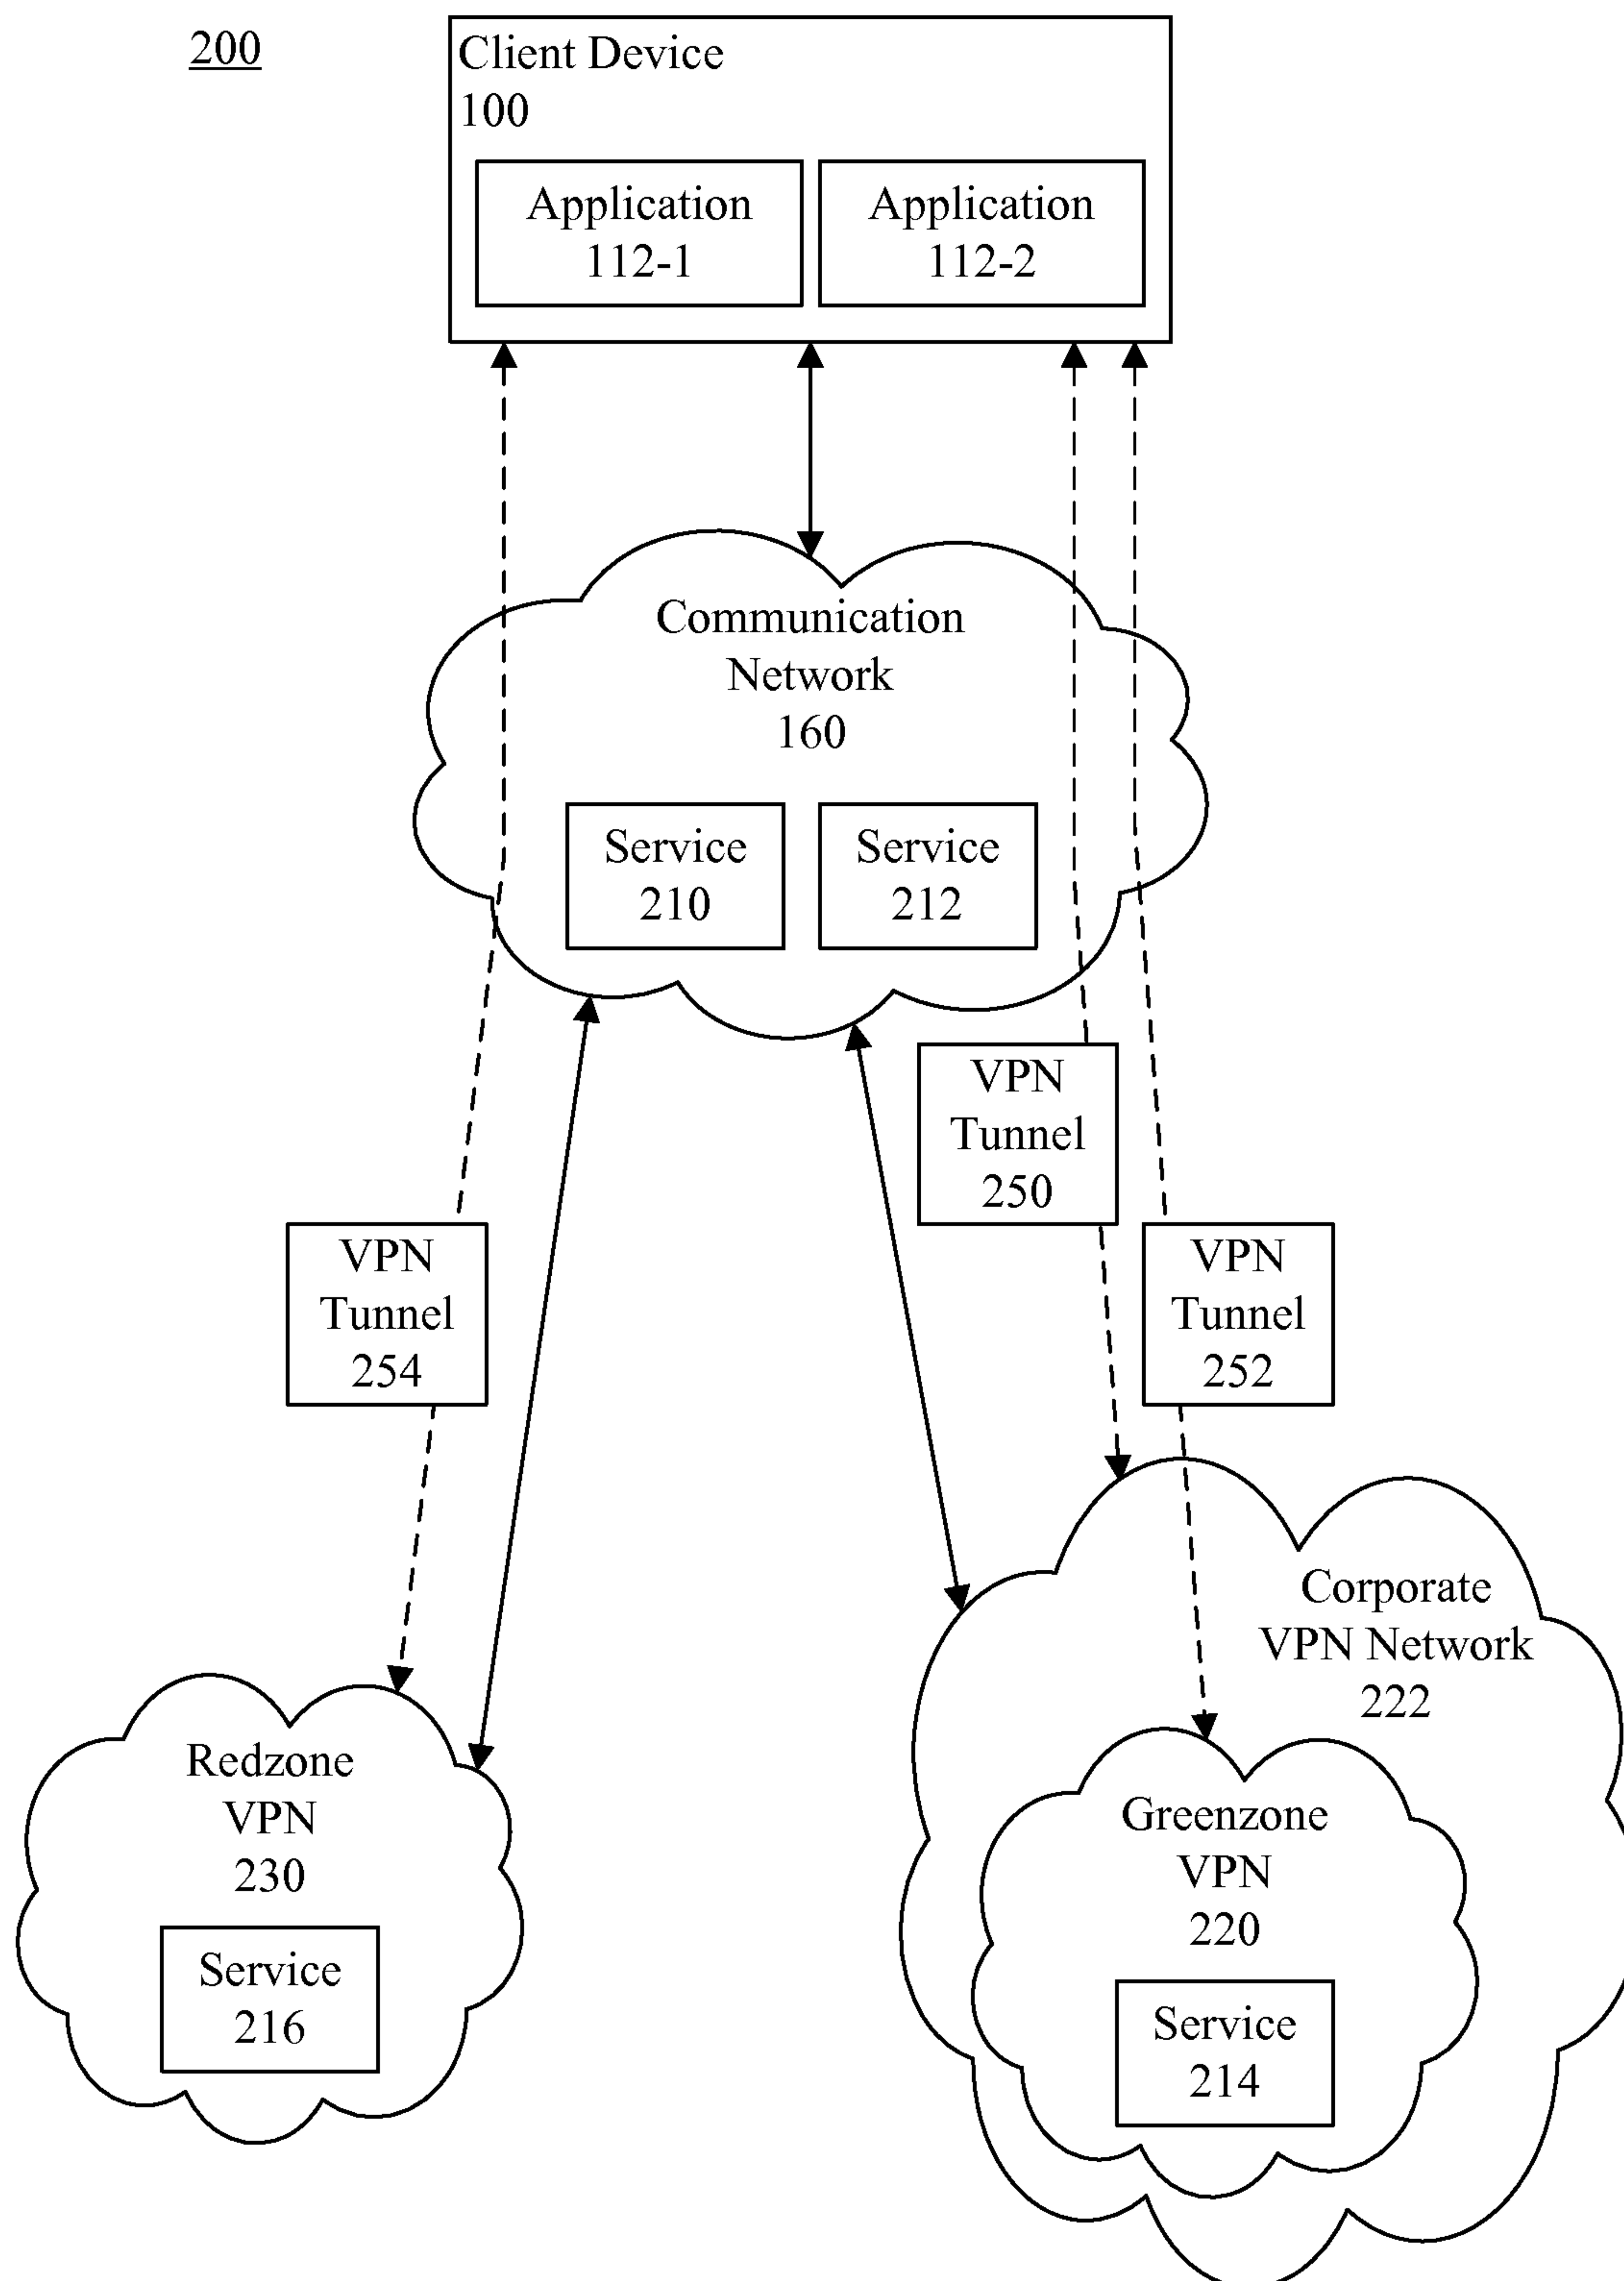 200
Client Device
100
Application
112-1
Application
112-2
Communication
Network
160
Service
210
Service
212
VPN
Tunnel
250
VPN
Tunnel
254
VPN
Tunnel
252
Corporate
VPN Network
222
Redzone
VPN
230
Service
216
Greenzone
VPN
220
Service
214